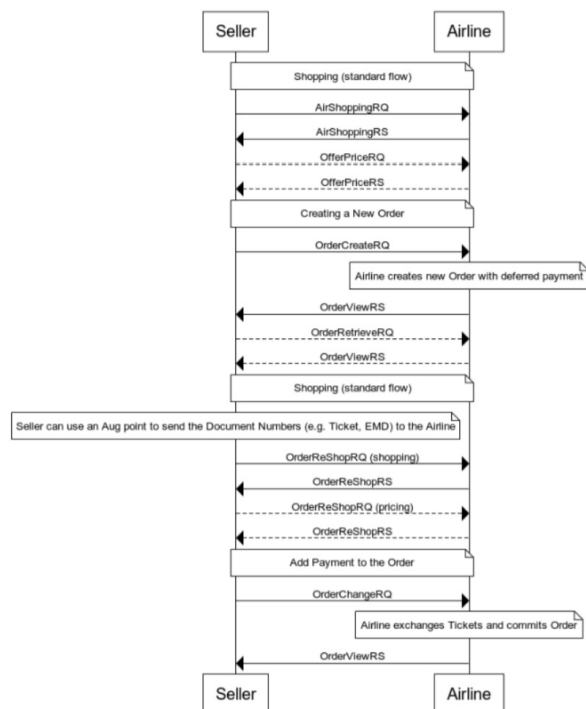 Seller Airline
Shopping (standard flow)
AirShoppingRQ
AirShoppingRS
OfferPriceRQ
OfferPriceRS
Creating a New Order
OrderCreateRQ
Airline creates new Order with deferred payment
OrderViewRS
OrderRetrieveRQ
OrderViewRS
Shopping (standard flow)
Seller can use an Aug point to send the Document Numbers (e.g. Ticket, EMD) to the Airline
OrderReShopRQ (shopping)
OrderReShopRS
OrderReShopRQ (pricing)
OrderReShopRS
Add Payment to the Order
OrderChangeRQ
Airline exchanges Tickets and commits Order
OrderViewRS
Seller Airline